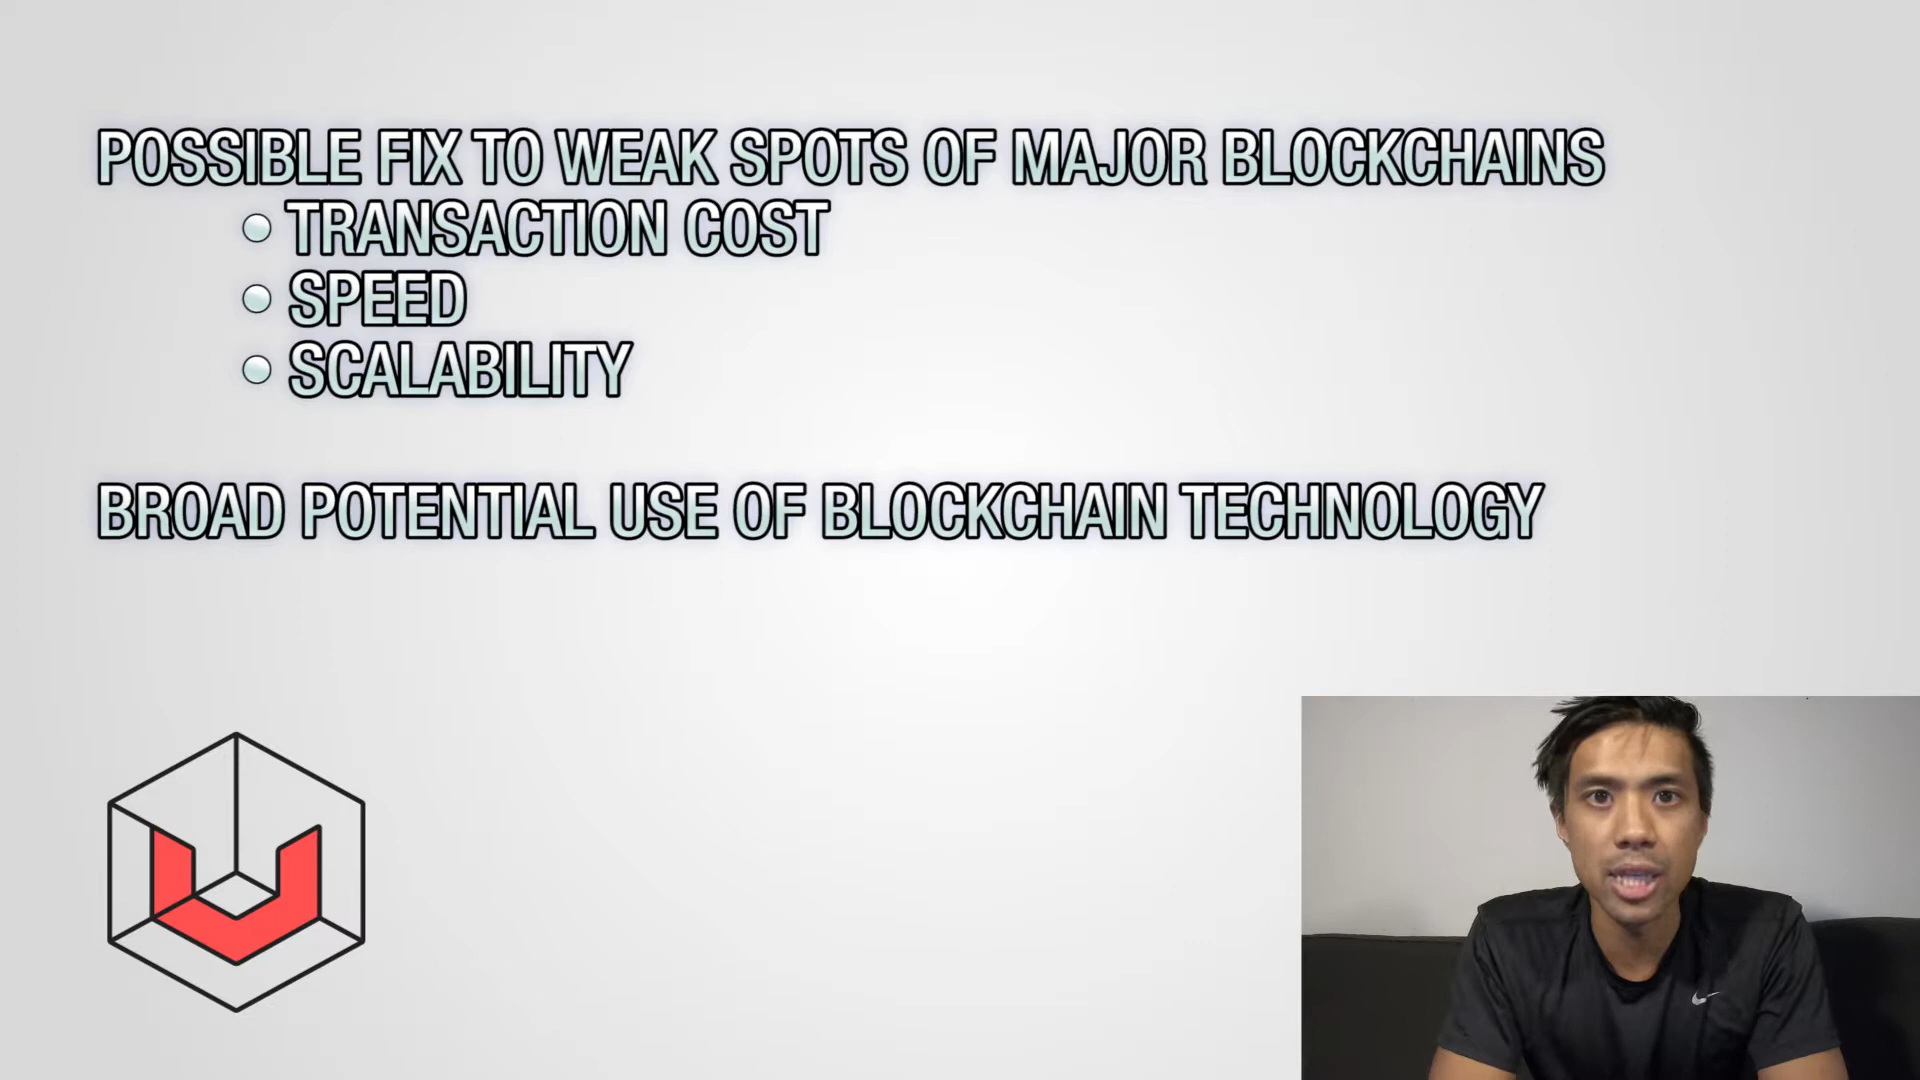 POSSIBLE FIX TO WEAK SPOTS OF MAJOR BLOCKCHAINS
• TRANSACTION COST
• SPEED
• SCALABILITY
BROAD POTENTIAL USE OF BLOCKCHAIN TECHNOLOGY